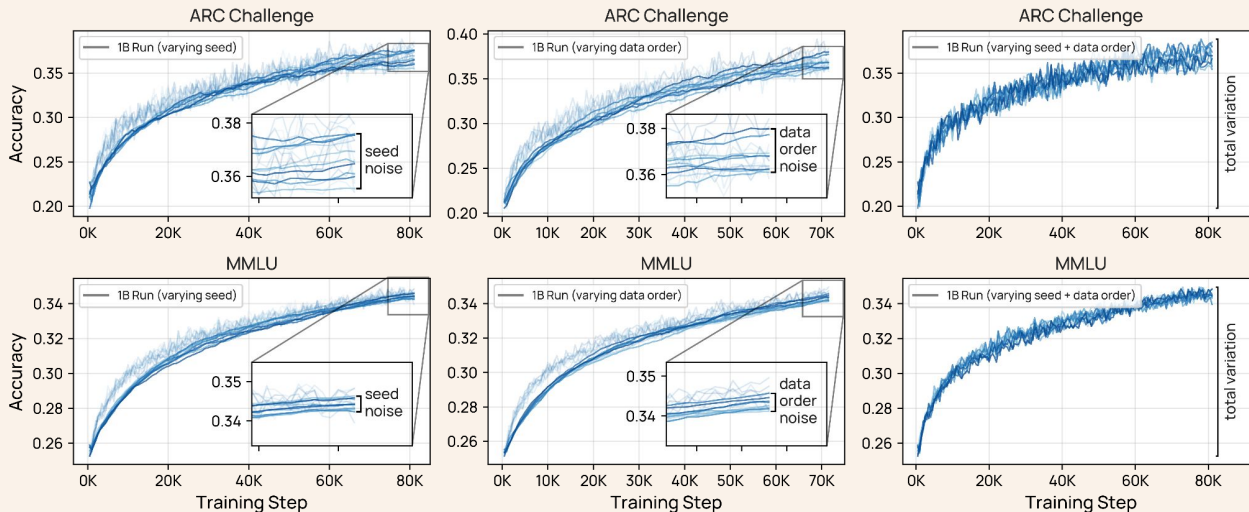 ARC Challenge
Accuracy
0.35
0.30
0.25
0.20
1B Run (varying seed)
0.38
0.36
seed
noise
0K 20K 40K 60K 80K
ARC Challenge
0.40
0.35
0.30
0.25
0.20
1B Run (varying data order)
0.38
0.36
data
order
noise
0K 10K 20K 30K 40K 50K 60K 70K
ARC Challenge
0.35
0.30
0.25
0.20
1B Run (varying seed + data order)
total variation
0K 20K 40K 60K 80K
MMLU
Accuracy
0.34
0.32
0.30
0.28
0.26
1B Run (varying seed)
0.35
0.34
seed
noise
0K 20K 40K 60K 80K
Training Step
MMLU
0.34
0.32
0.30
0.28
0.26
1B Run (varying data order)
0.35
0.34
data
order
noise
0K 10K 20K 30K 40K 50K 60K 70K
Training Step
MMLU
0.34
0.32
0.30
0.28
0.26
1B Run (varying seed + data order)
total variation
0K 20K 40K 60K 80K
Training Step